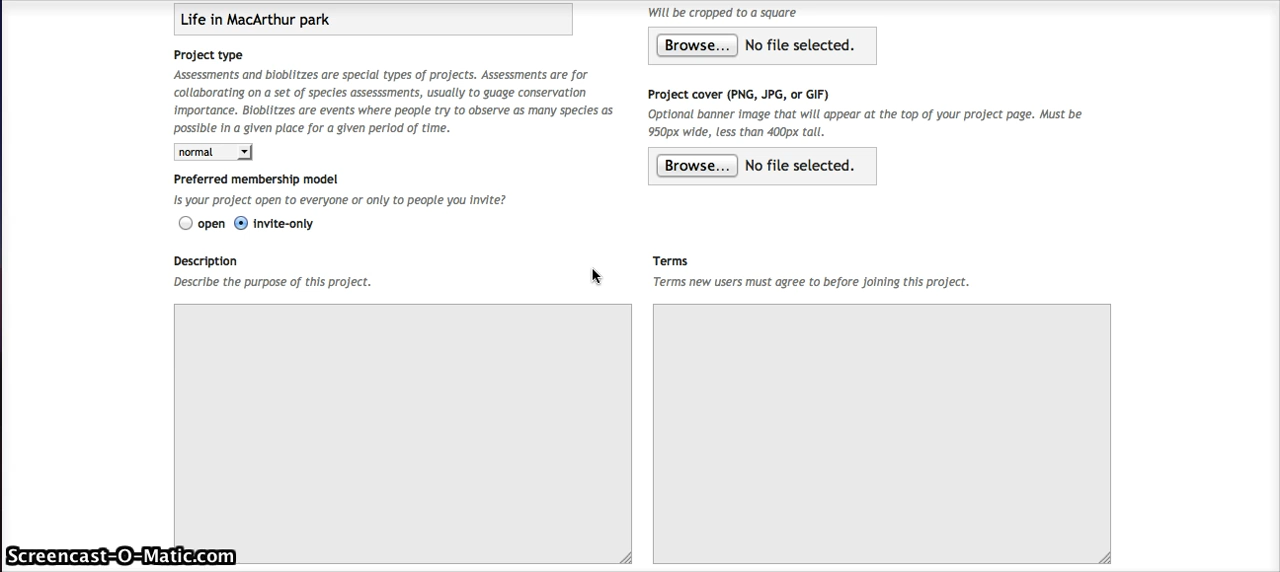 Life in MacArthur park
Project type
Assessments and bioblitzes are special types of projects. Assessments are for
collaborating on a set of species assesssments, usually to guage conservation
importance. Bioblitzes are events where people try to observe as many species as
possible in a given place for a given period of time.
normal
Preferred membership model
Is your project open to everyone or only to people you invite?
open invite-only
Will be cropped to a square
Browse... No file selected.
Project cover (PNG, JPG, or GIF)
Optional banner image that will appear at the top of your project page. Must be
950px wide, less than 400px tall.
Browse... No file selected.
Description
Describe the purpose of this project.
Terms
Terms new users must agree to before joining this project.
Screencast-O-Matic.com